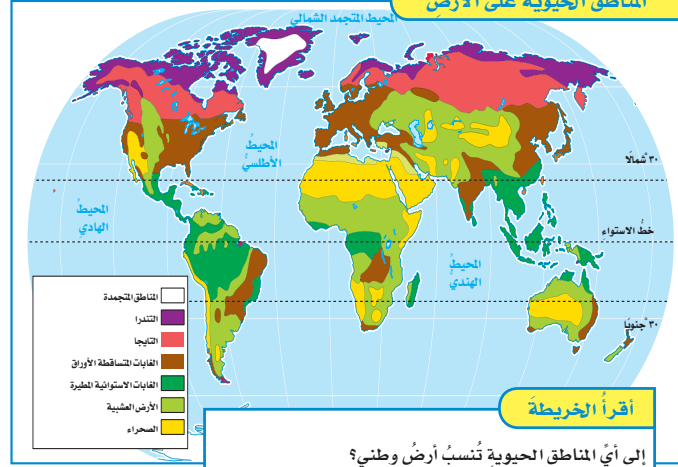 المناطق الحيوية على الأرضِ
المحيط المتجمد الشمالي
المحيطُ
الأطلسيُّ
٣٠ ْشمالًا
المحيطُ
الهادي
خطُّ الاستواء
المحيطُ
الهنديُّ
٣٠ ْجنوبًا
المناطق المتجمدة
التندرا
التايجا
الغابات المتساقطة الأوراق
الغابات الاستوائية المطيرة
الأرض العشبية
الصحراء
أقرأُ الخريطةَ
إلى أيِّ المناطق الحيويةِ تُنسبُ أرضُ وطني؟